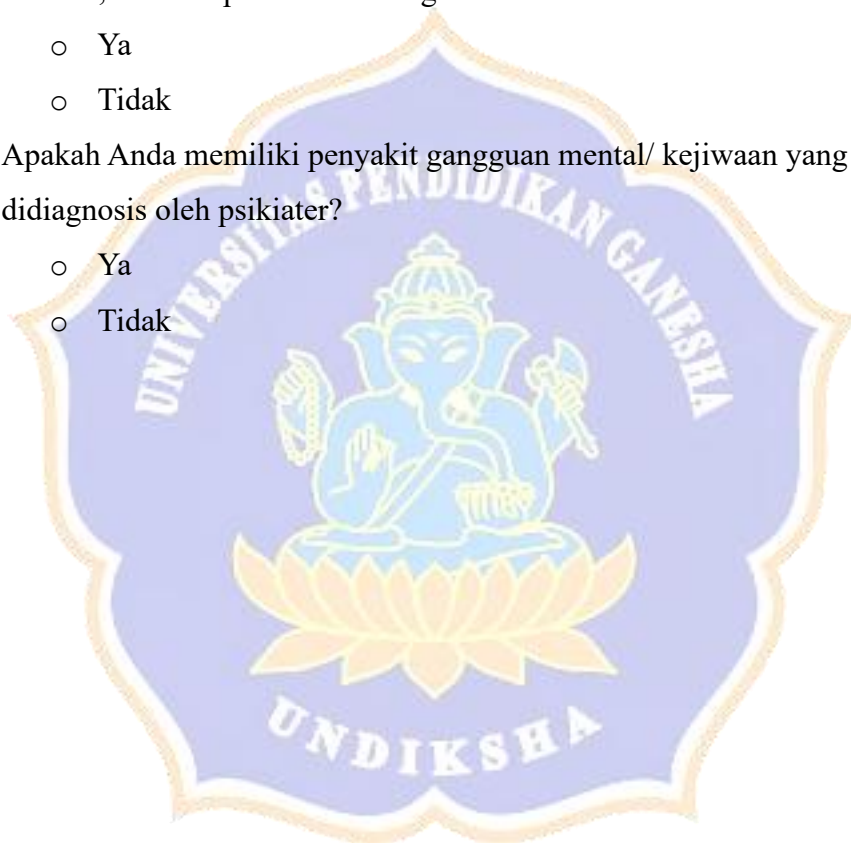 o Ya
o Tidak
Apakah Anda memiliki penyakit gangguan mental/ kejiwaan yang
didiagnosis oleh psikiater?
o Ya
o Tidak
UNIVERSITAS PENDIDIKAN GANESHA
UNDIKSHA